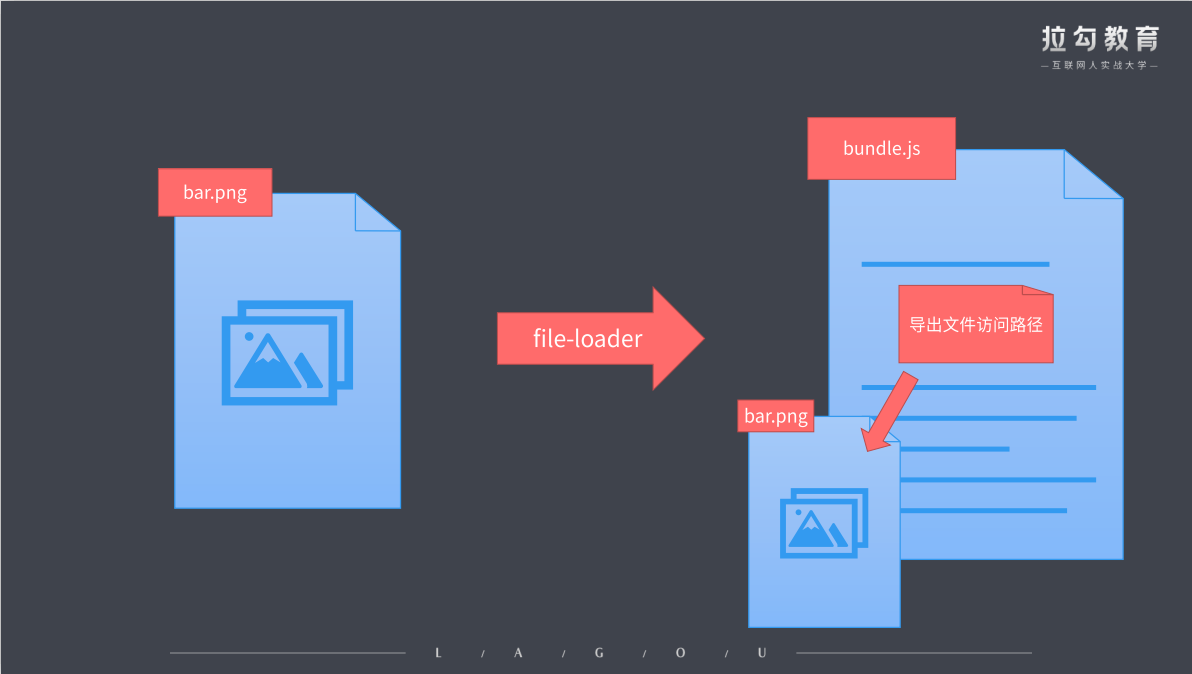 拉勾教育
—互联网人实战大学—
bundle.js
bar.png
导出文件访问路径
file-loader
bar.png
L / A / G / O / U